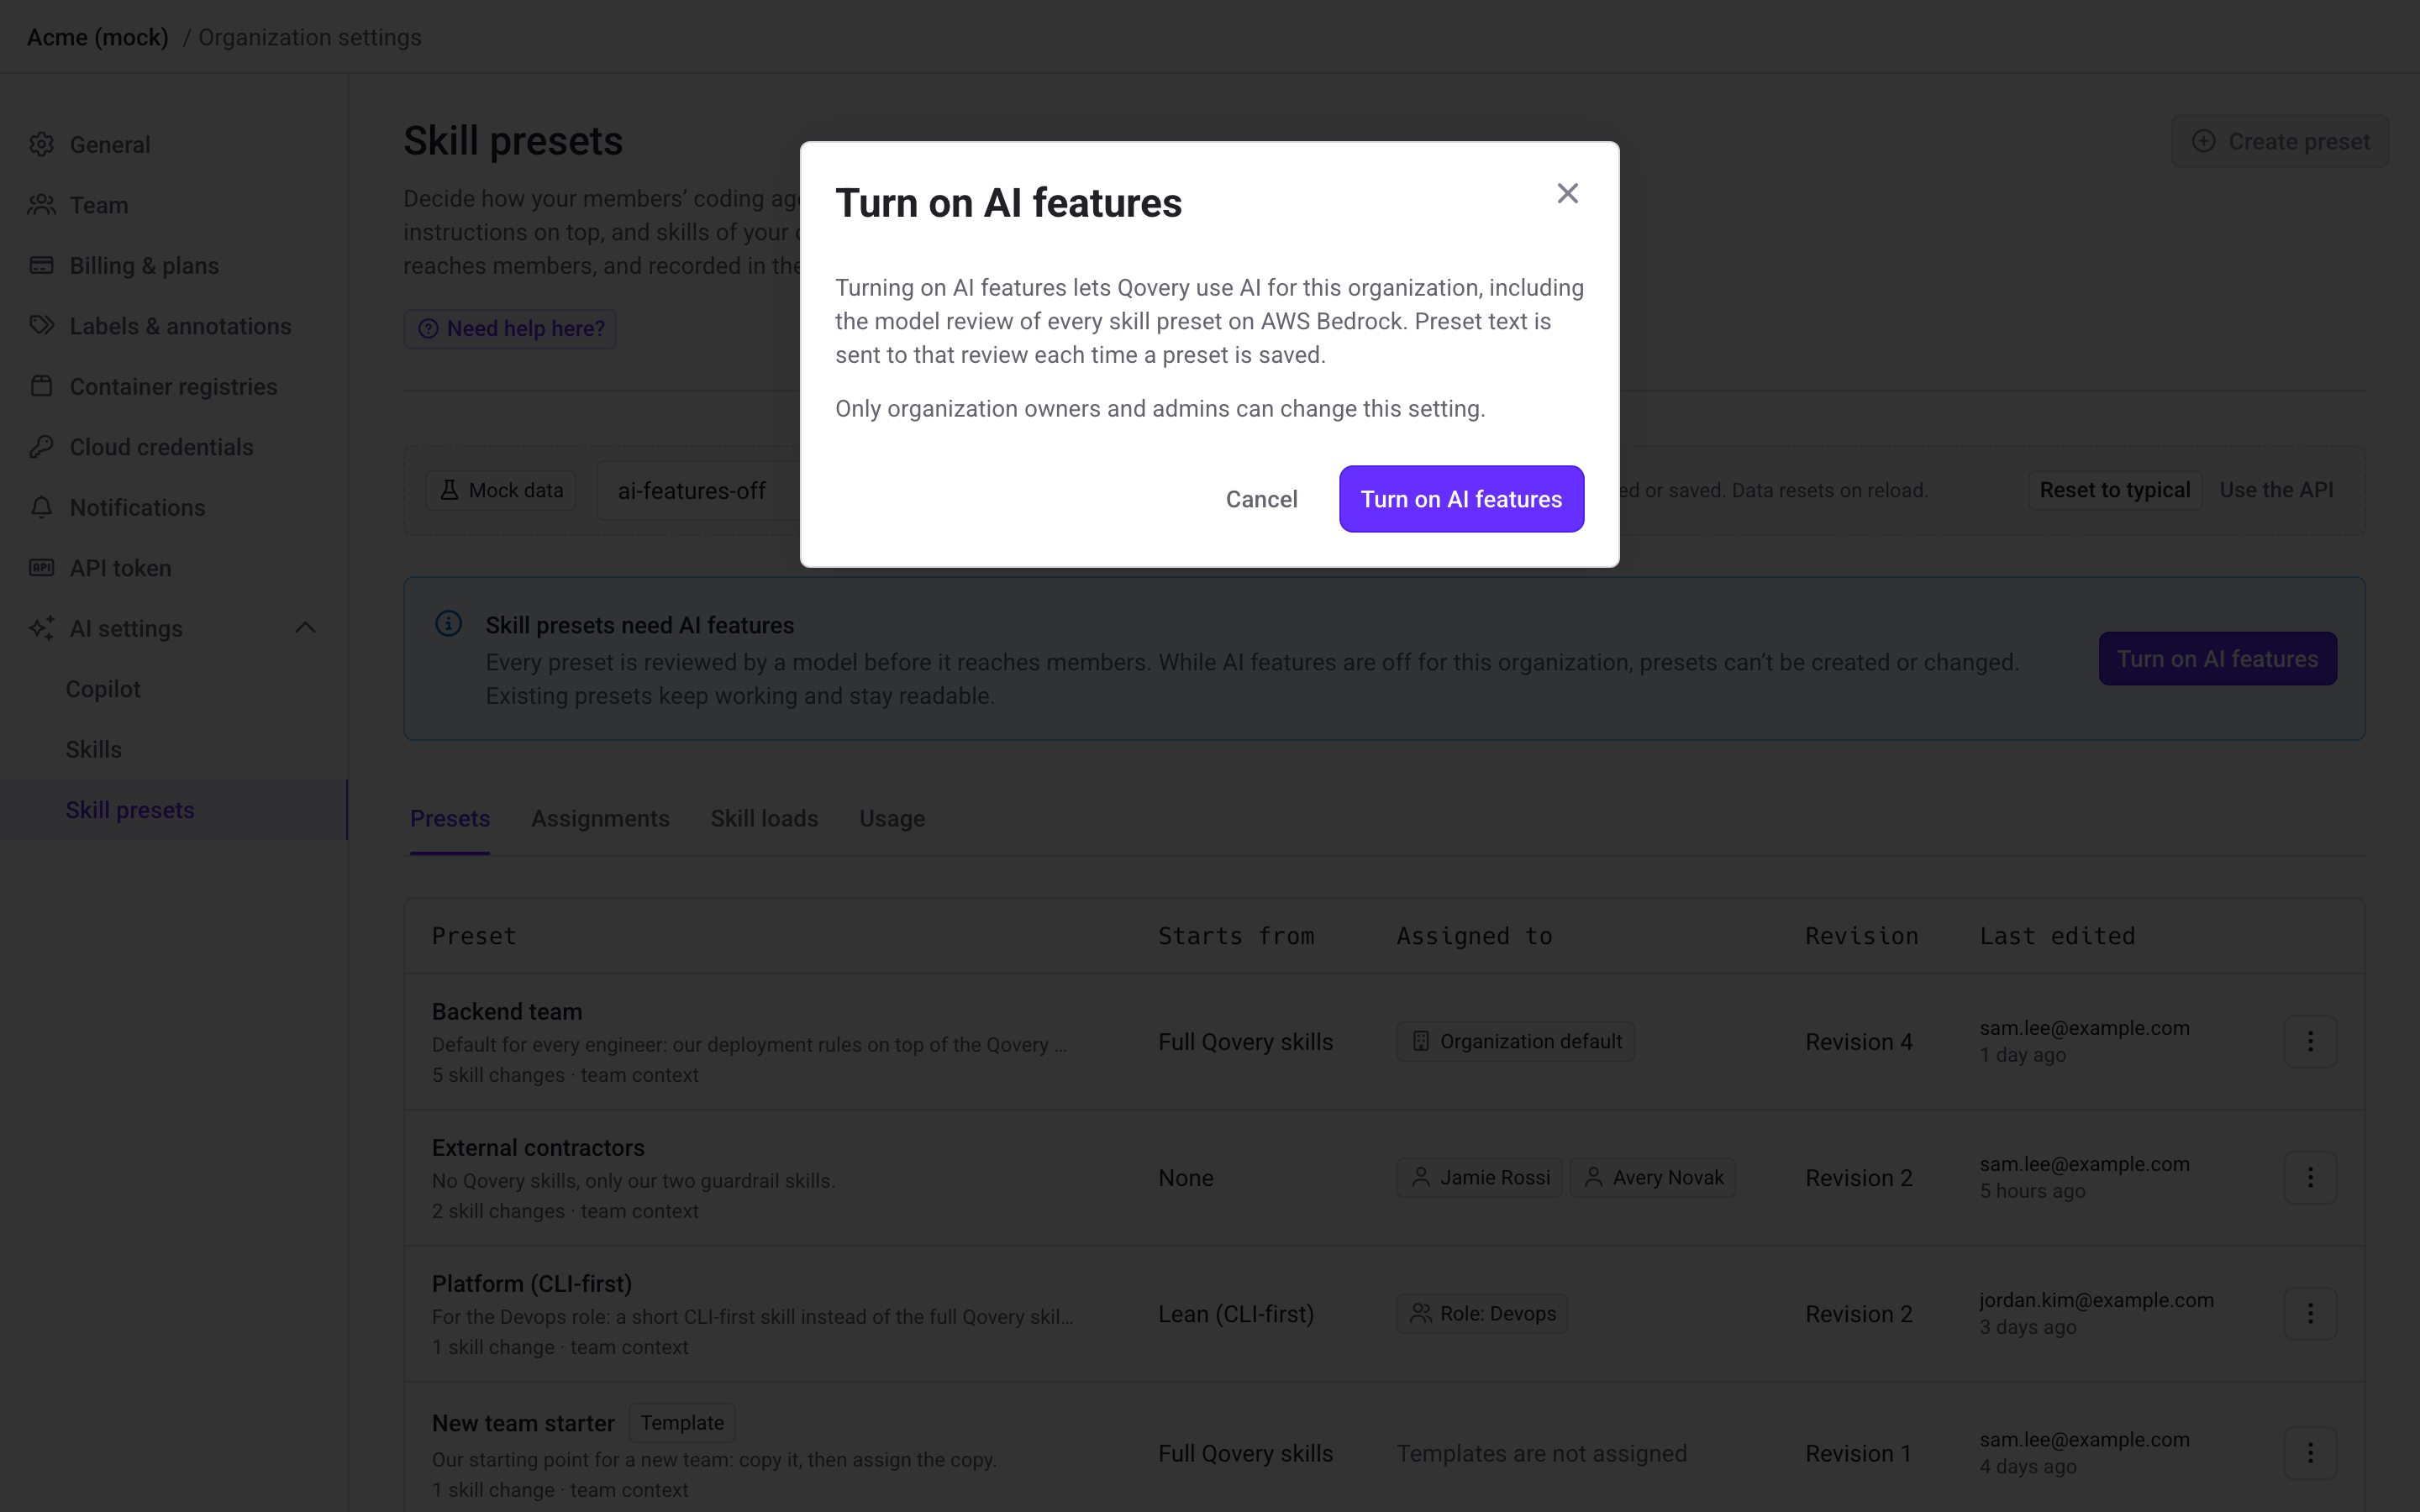 Acme (mock) / Organization settings
General
Team
Billing & plans
Labels & annotations
Container registries
Cloud credentials
Notifications
API token
AI settings
Copilot
Skills
Skill presets
Skill presets
Create preset
Decide how your members’ coding
instructions on top, and skills of your
reaches members, and recorded in the
Need help here?
Turn on AI features
Turning on AI features lets Qovery use AI for this organization, including
the model review of every skill preset on AWS Bedrock. Preset text is
sent to that review each time a preset is saved.
Only organization owners and admins can change this setting.
Cancel
Turn on AI features
Mock data
ai-features-off
or saved. Data resets on reload.
Reset to typical
Use the API
Skill presets need AI features
Every preset is reviewed by a model before it reaches members. While AI features are off for this organization, presets can’t be created or changed.
Existing presets keep working and stay readable.
Turn on AI features
Presets Assignments Skill loads Usage
Preset Starts from Assigned to Revision Last edited
Backend team
Default for every engineer: our deployment rules on top of the Qovery …
5 skill changes · team context
Full Qovery skills
Organization default
Revision 4
sam.lee@example.com
1 day ago
External contractors
No Qovery skills, only our two guardrail skills.
2 skill changes · team context
None
Jamie Rossi
Avery Novak
Revision 2
sam.lee@example.com
5 hours ago
Platform (CLI-first)
For the Devops role: a short CLI-first skill instead of the full Qovery skil…
1 skill change · team context
Lean (CLI-first)
Role: Devops
Revision 2
jordan.kim@example.com
3 days ago
New team starter Template
Our starting point for a new team: copy it, then assign the copy.
1 skill change · team context
Full Qovery skills
Templates are not assigned
Revision 1
sam.lee@example.com
4 days ago